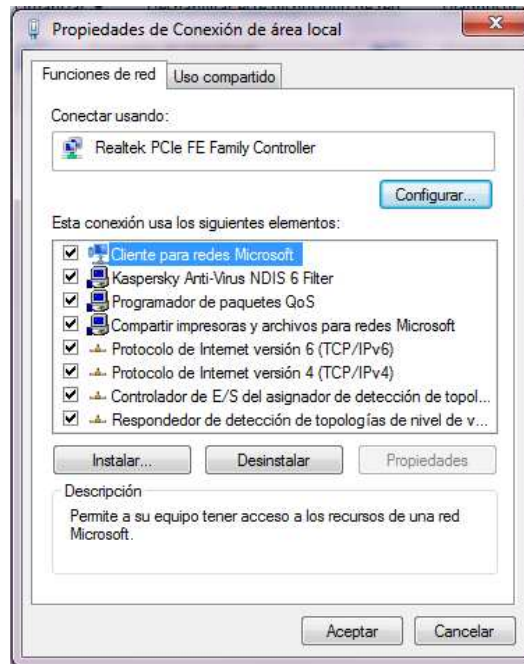 Propiedades de Conexión de área local
Funciones de red
Uso compartido
Conectar usando:
Realtek PCIe FE Family Controller
Configurar...
Esta conexión usa los siguientes elementos:
Cliente para redes Microsoft
Kaspersky Anti-Virus NDIS 6 Filter
Programador de paquetes QoS
Compartir impresoras y archivos para redes Microsoft
Protocolo de Internet versión 6 (TCP/IPv6)
Protocolo de Internet versión 4 (TCP/IPv4)
Controlador de E/S del asignador de detección de topol...
Respondedor de detección de topologías de nivel de v...
Instalar...
Desinstalar
Propiedades
Descripción
Permite a su equipo tener acceso a los recursos de una red
Microsoft.
Aceptar
Cancelar